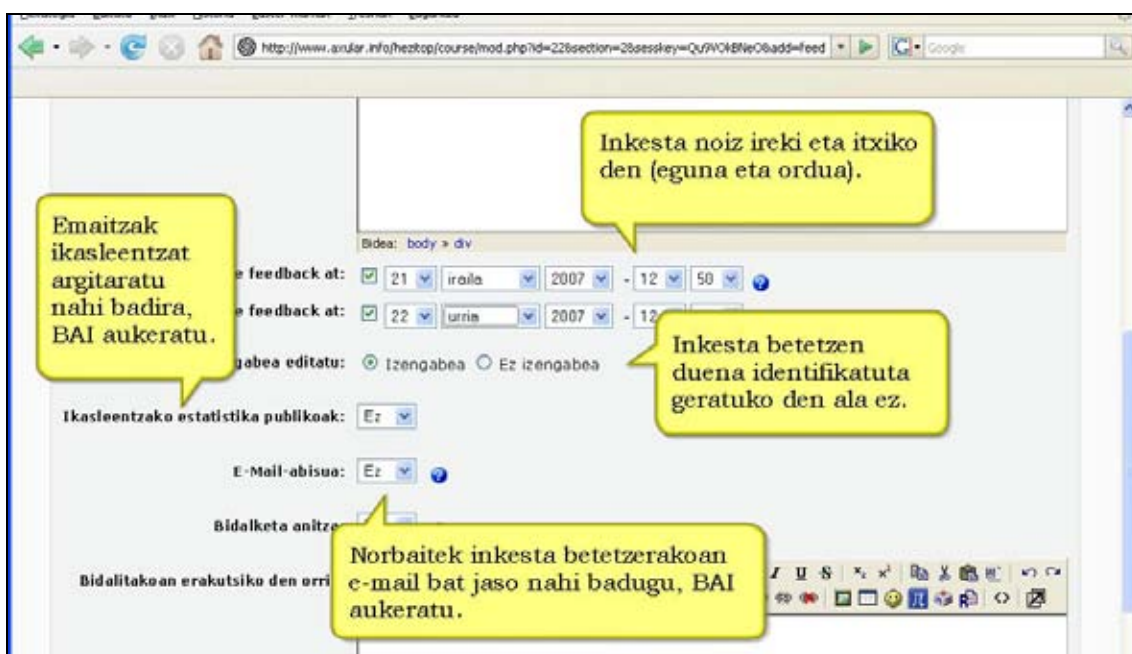 http://www.axular.info/hezitop/course/mod.php?id=22&section=2&sesskey=Qu9VOkBNeO&add=feed
Google
Inkesta noiz ireki eta itxiko
den (eguna eta ordua).
Emaitzak
ikasleentzat
argitaratu
nahi badira,
BAI aukeratu.
Bidea: body » div
feedback at: 21 iraila 2007 - 12 50
feedback at: 22 urria 2007 - 12
Inkesta betetzen
duena identifikatuta
geratuko den ala ez.
editatu: Izengabea Ez izengabea
Ikasleentzako estatistika publikoak: Ez
E-Mail-abisua: Ez
Bidalketa
Norbaitek inkesta betetzerakoan
e-mail bat jaso nahi badugu, BAI
aukeratu.
Bidalitakoan erakutsiko den